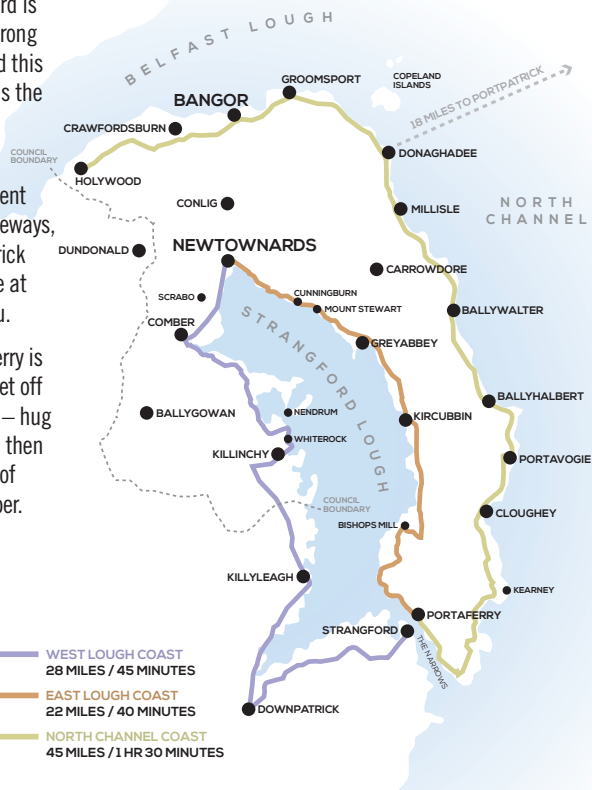 rd is
rong
d this
s the
ent
eways,
rick
e at
u.
erry is
et off
– hug
then
of
ber.
BELFAST LOUGH
GROOMSPORT
COPELAND
ISLANDS
18 MILES TO PORTPATRICK
BANGOR
CRAWFORDSBURN
COUNCIL
BOUNDARY
HOLYWOOD
DONAGHADEE
CONLIG
MILLISLE
NORTH
CHANNEL
DUNDONALD
NEWTOWNARDS
CARROWDORE
SCRABO
CUNNINGBURN
MOUNT STEWART
BALLYWALTER
COMBER
STRANGFORD LOUGH
GREYABBEY
BALLYHALBERT
BALLYGOWAN
NENDRUM
KIRCUBBIN
WHITEROCK
KILLINCHY
PORTAVOGIE
COUNCIL
BOUNDARY
CLOUGHEY
BISHOPS MILL
KILLYLEAGH
KEARNEY
PORTAFERRY
STRANGFORD
THE NARROWS
DOWNPATRICK
WEST LOUGH COAST
28 MILES / 45 MINUTES
EAST LOUGH COAST
22 MILES / 40 MINUTES
NORTH CHANNEL COAST
45 MILES / 1 HR 30 MINUTES